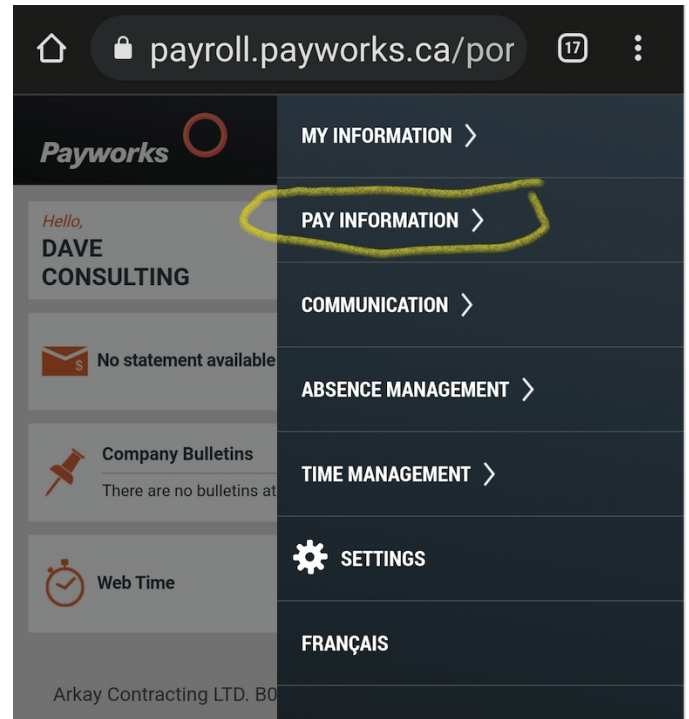 payroll.payworks.ca/por
17
Payworks
Hello,
DAVE
CONSULTING
$
No statement available
Company Bulletins
There are no bulletins at
Web Time
Arkay Contracting LTD. B0
MY INFORMATION
PAY INFORMATION
COMMUNICATION
ABSENCE MANAGEMENT
TIME MANAGEMENT
SETTINGS
FRANÇAIS